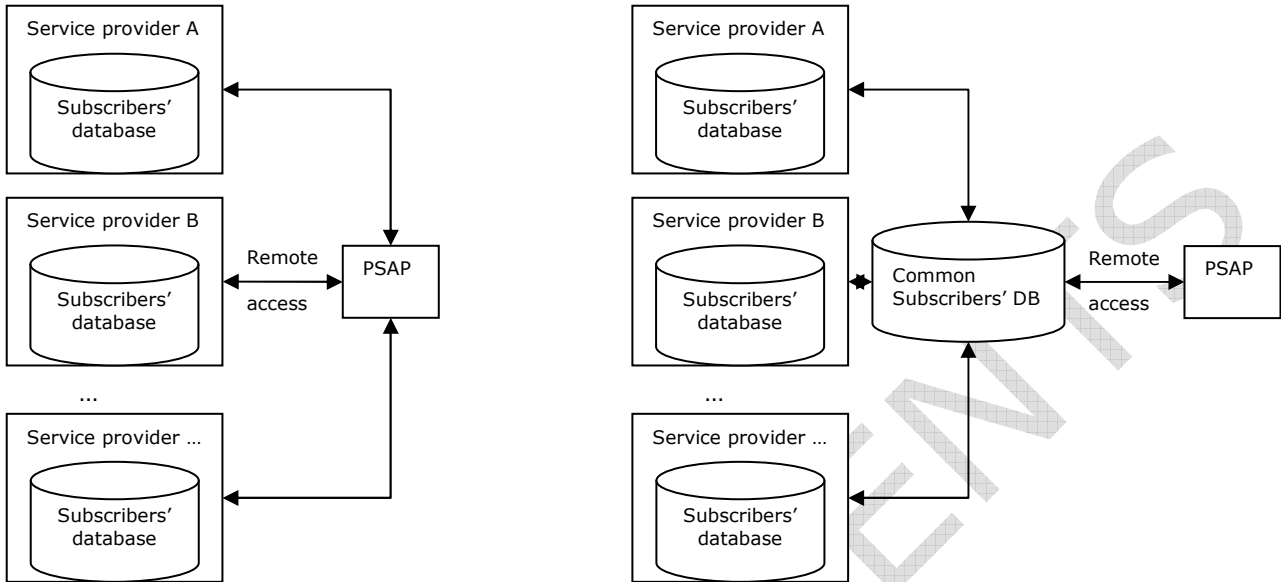 Service provider A
Subscribers’
database
Service provider B
Subscribers’
database
Remote
access
PSAP
...
Service provider …
Subscribers’
database
Service provider A
Subscribers’
database
Service provider B
Subscribers’
database
Common
Subscribers’ DB
Remote
access
PSAP
...
Service provider …
Subscribers’
database
ENTS